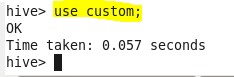 hive> use custom;
OK
Time taken: 0.057 seconds
hive>